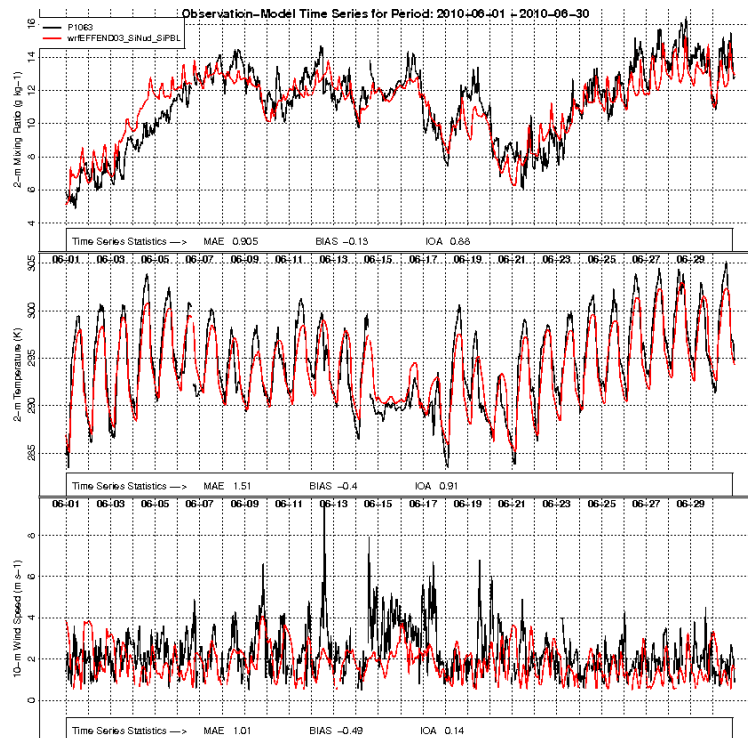 Observation-Model Time Series for Period: 2010-06-01 - 2010-06-30
P1063
wrfEFFEND03_SiNud_SiPBL
2-m Mixing Ratio (g kg-1)
16
14
12
10
8
6
4
Time Series Statistics --> MAE 0.905 BIAS -0.13 IOA 0.88
06-01 06-03 06-05 06-07 06-09 06-11 06-13 06-15 06-17 06-19 06-21 06-23 06-25 06-27 06-29
2-m Temperature (K)
305
300
295
290
285
Time Series Statistics --> MAE 1.51 BIAS -0.4 IOA 0.91
06-01 06-03 06-05 06-07 06-09 06-11 06-13 06-15 06-17 06-19 06-21 06-23 06-25 06-27 06-29
10-m Wind Speed (m s-1)
8
6
4
2
0
Time Series Statistics --> MAE 1.01 BIAS -0.49 IOA 0.14